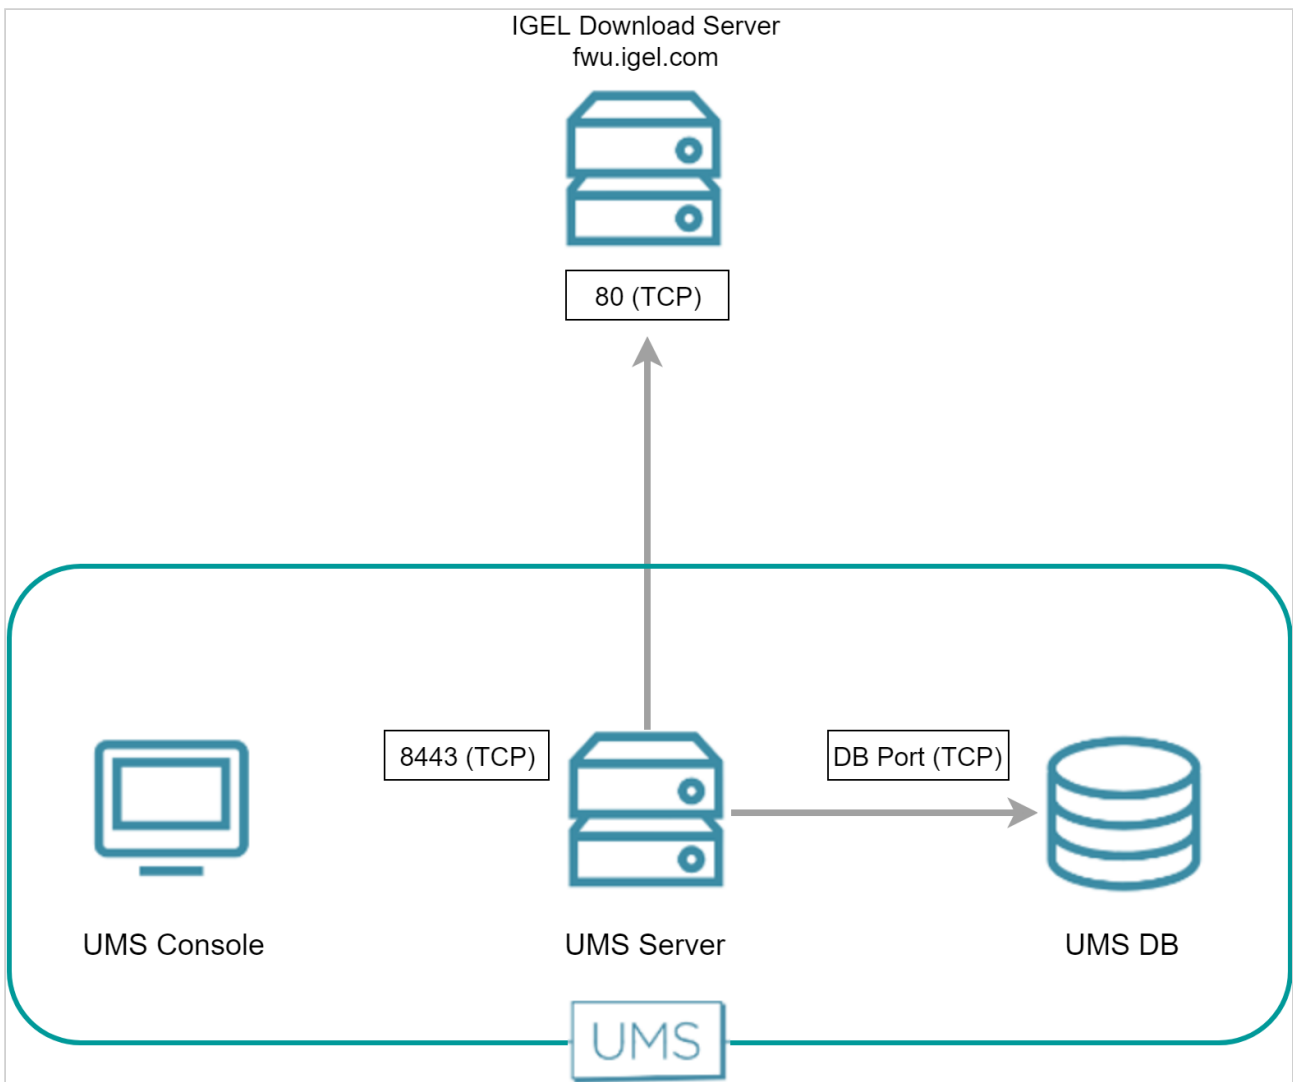 IGEL Download Server
fwu.igel.com
80 (TCP)
8443 (TCP)
DB Port (TCP)
UMS Console
UMS Server
UMS DB
UMS